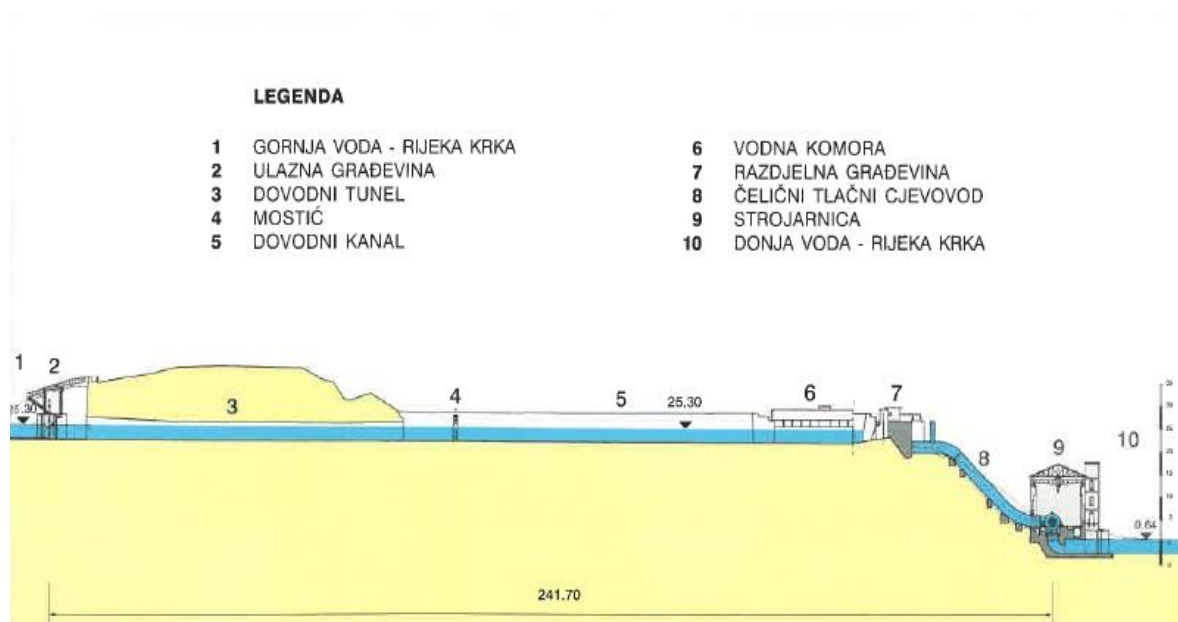 LEGENDA
1 GORNJA VODA - RIJEKA KRKA
2 ULAZNA GRAĐEVINA
3 DOVODNI TUNEL
4 MOSTIĆ
5 DOVODNI KANAL
6 VODNA KOMORA
7 RAZDJELNA GRAĐEVINA
8 ČELIČNI TLAČNI CJEVOVOD
9 STROJARNICA
10 DONJA VODA - RIJEKA KRKA
1 2 3 4 5 6 7 8 9 10
25.30
0.64
241.70